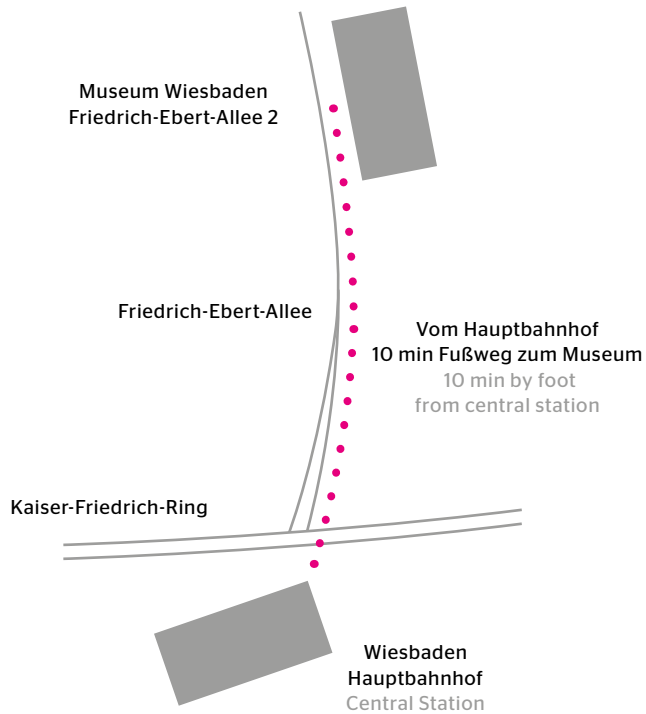 Museum Wiesbaden
Friedrich-Ebert-Allee 2
Friedrich-Ebert-Allee
Vom Hauptbahnhof
10 min Fußweg zum Museum
10 min by foot
from central station
Kaiser-Friedrich-Ring
Wiesbaden
Hauptbahnhof
Central Station